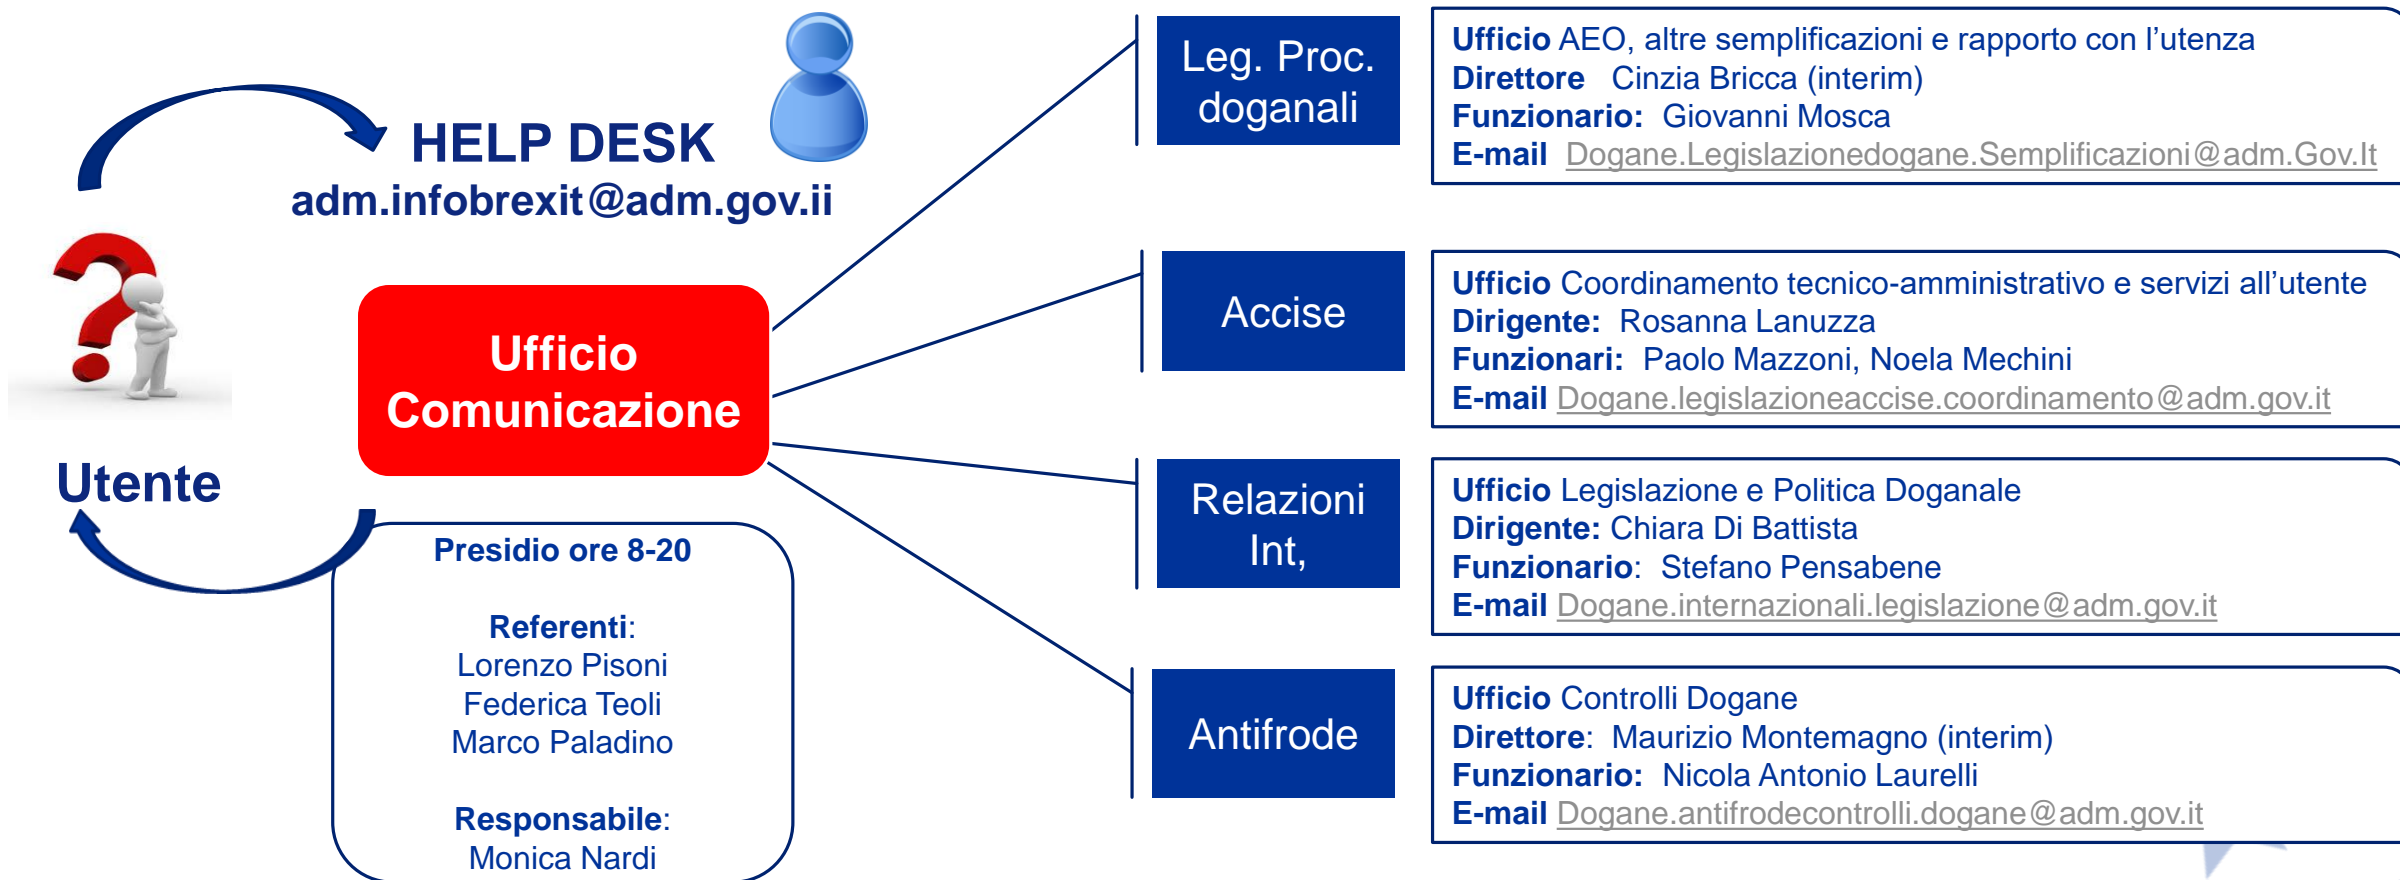 HELP DESK
adm.infobrexit@adm.gov.ii
Utente
Ufficio
Comunicazione
Presidio ore 8-20
Referenti:
Lorenzo Pisoni
Federica Teoli
Marco Paladino
Responsabile:
Monica Nardi
Leg. Proc.
doganali
Ufficio AEO, altre semplificazioni e rapporto con l’utenza
Direttore Cinzia Bricca (interim)
Funzionario: Giovanni Mosca
E-mail Dogane.Legislazionedogane.Semplificazioni@adm.Gov.It
Accise
Ufficio Coordinamento tecnico-amministrativo e servizi all’utente
Dirigente: Rosanna Lanuzza
Funzionari: Paolo Mazzoni, Noela Mechini
E-mail Dogane.legislazioneaccise.coordinamento@adm.gov.it
Relazioni
Int,
Ufficio Legislazione e Politica Doganale
Dirigente: Chiara Di Battista
Funzionario: Stefano Pensabene
E-mail Dogane.internazionali.legislazione@adm.gov.it
Antifrode
Ufficio Controlli Dogane
Direttore: Maurizio Montemagno (interim)
Funzionario: Nicola Antonio Laurelli
E-mail Dogane.antifrodecontrolli.dogane@adm.gov.it